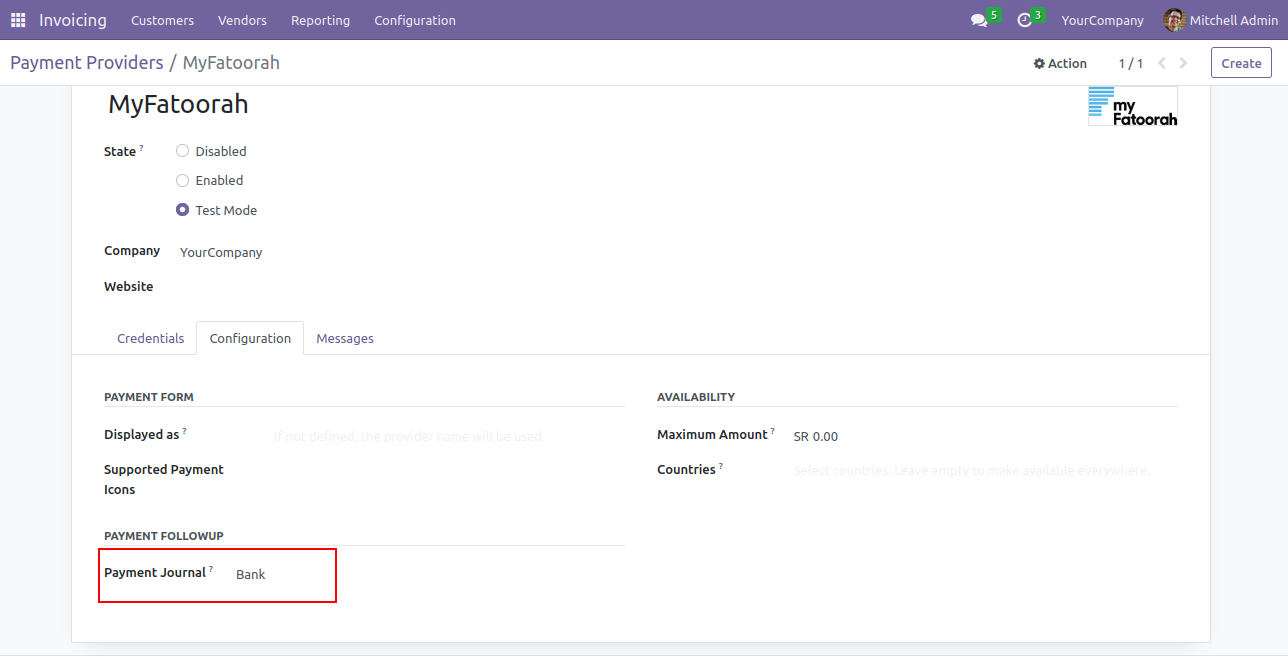 Invoicing Customers Vendors Reporting Configuration 5 3 YourCompany Mitchell Admin
Payment Providers / MyFatoorah Action 1 / 1 Create
MyFatoorah
my
Fatoorah
State ? Disabled
Enabled
Test Mode
Company YourCompany
Website
Credentials Configuration Messages
PAYMENT FORM
Displayed as ? If not defined, the provider name will be used.
Supported Payment
Icons
AVAILABILITY
Maximum Amount ? SR 0.00
Countries ? Select countries. Leave empty to make available everywhere.
PAYMENT FOLLOWUP
Payment Journal ? Bank